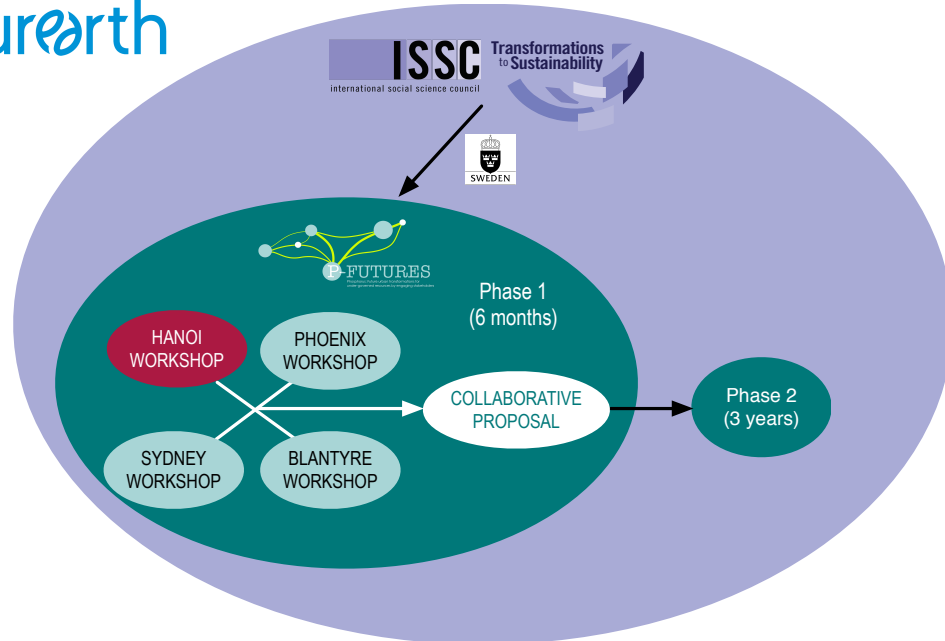 urearth
ISSC
international social science council
Transformations
to Sustainability
SWEDEN
P-FUTURES
Phase 1
(6 months)
HANOI
WORKSHOP
PHOENIX
WORKSHOP
COLLABORATIVE
PROPOSAL
Phase 2
(3 years)
SYDNEY
WORKSHOP
BLANTYRE
WORKSHOP